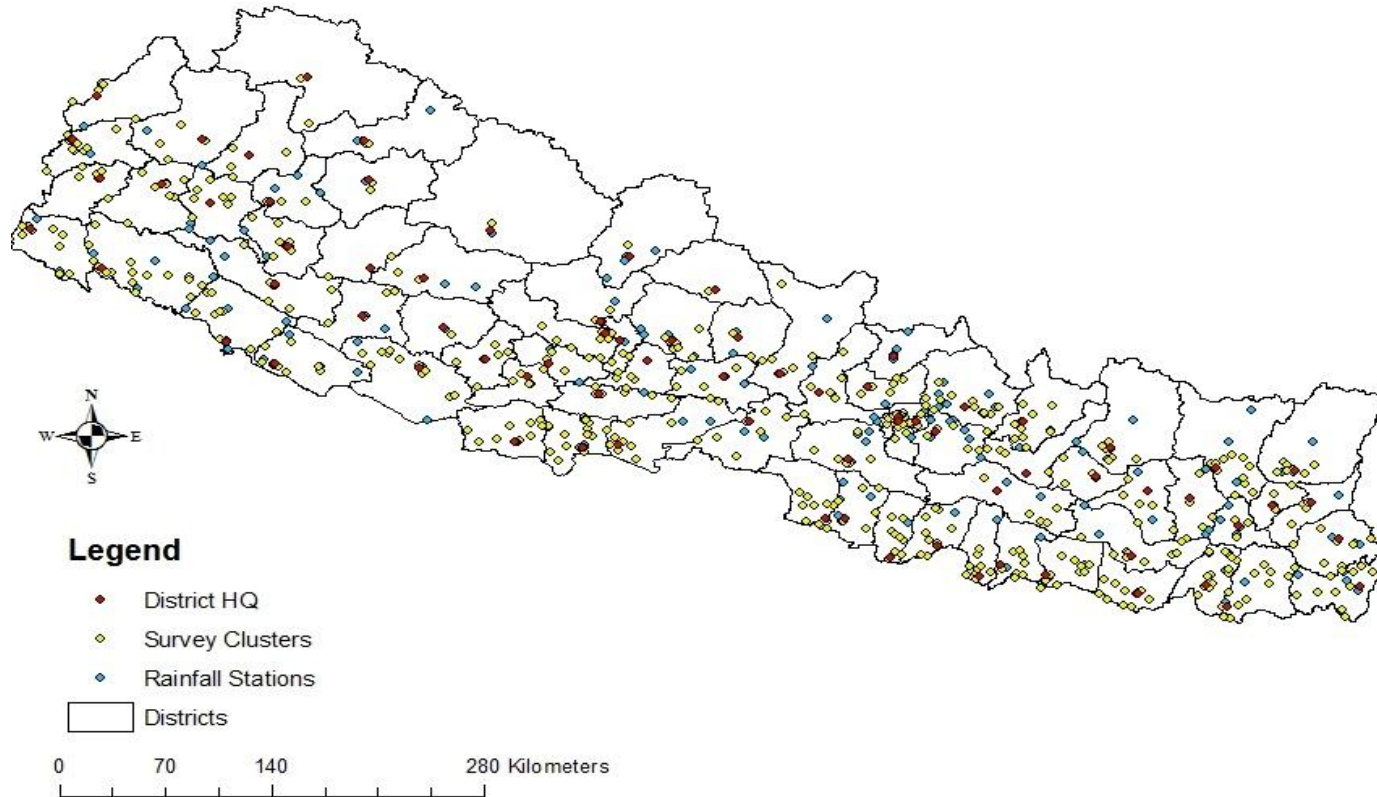 N
W E
S
Legend
District HQ
Survey Clusters
Rainfall Stations
Districts
0 70 140 280 Kilometers